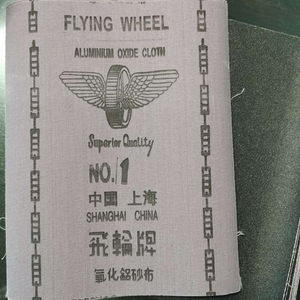 FLYING WHEEL
ALUMINIUM OXIDE CLOTH
Superior Quality
NO.1
中国 上海
SHANGHAI CHINA
飛輪牌
氧化鋁砂布